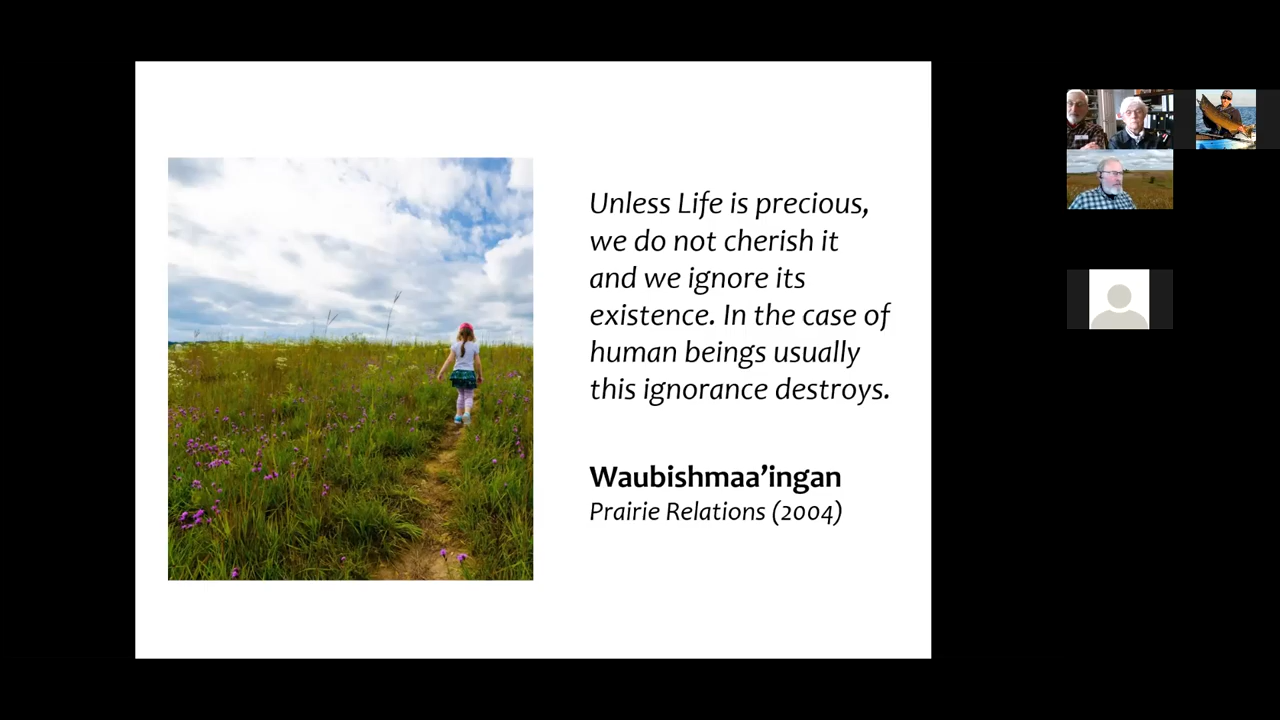 Unless Life is precious,
we do not cherish it
and we ignore its
existence. In the case of
human beings usually
this ignorance destroys.
Waubishmaa’ingan
Prairie Relations (2004)